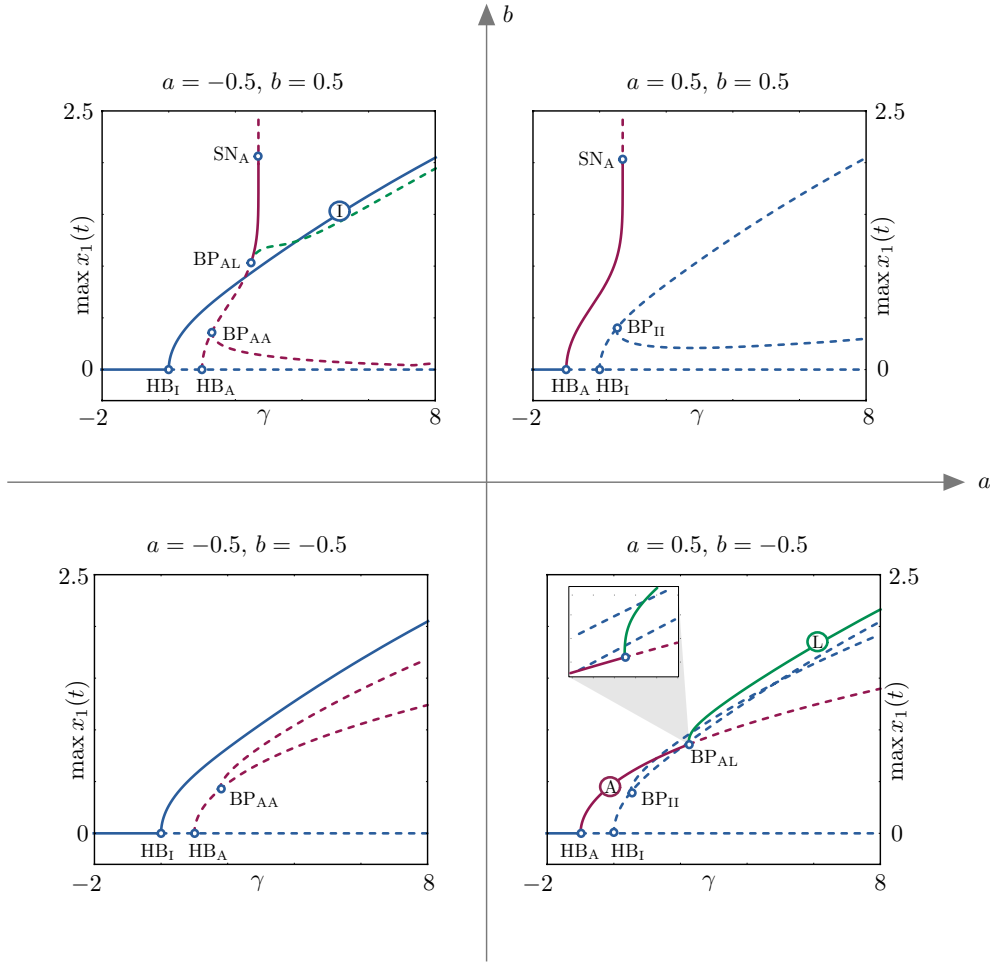 b
a = −0.5, b = 0.5
2.5
SN_A
I
BP_AL
BP_AA
max x_1(t)
0
HB_I
HB_A
−2
γ
8
a = 0.5, b = 0.5
2.5
SN_A
BP_II
max x_1(t)
0
HB_A
HB_I
−2
γ
8
a
a = −0.5, b = −0.5
2.5
BP_AA
max x_1(t)
0
HB_I
HB_A
−2
γ
8
a = 0.5, b = −0.5
2.5
L
BP_AL
A
BP_II
max x_1(t)
0
HB_A
HB_I
−2
γ
8